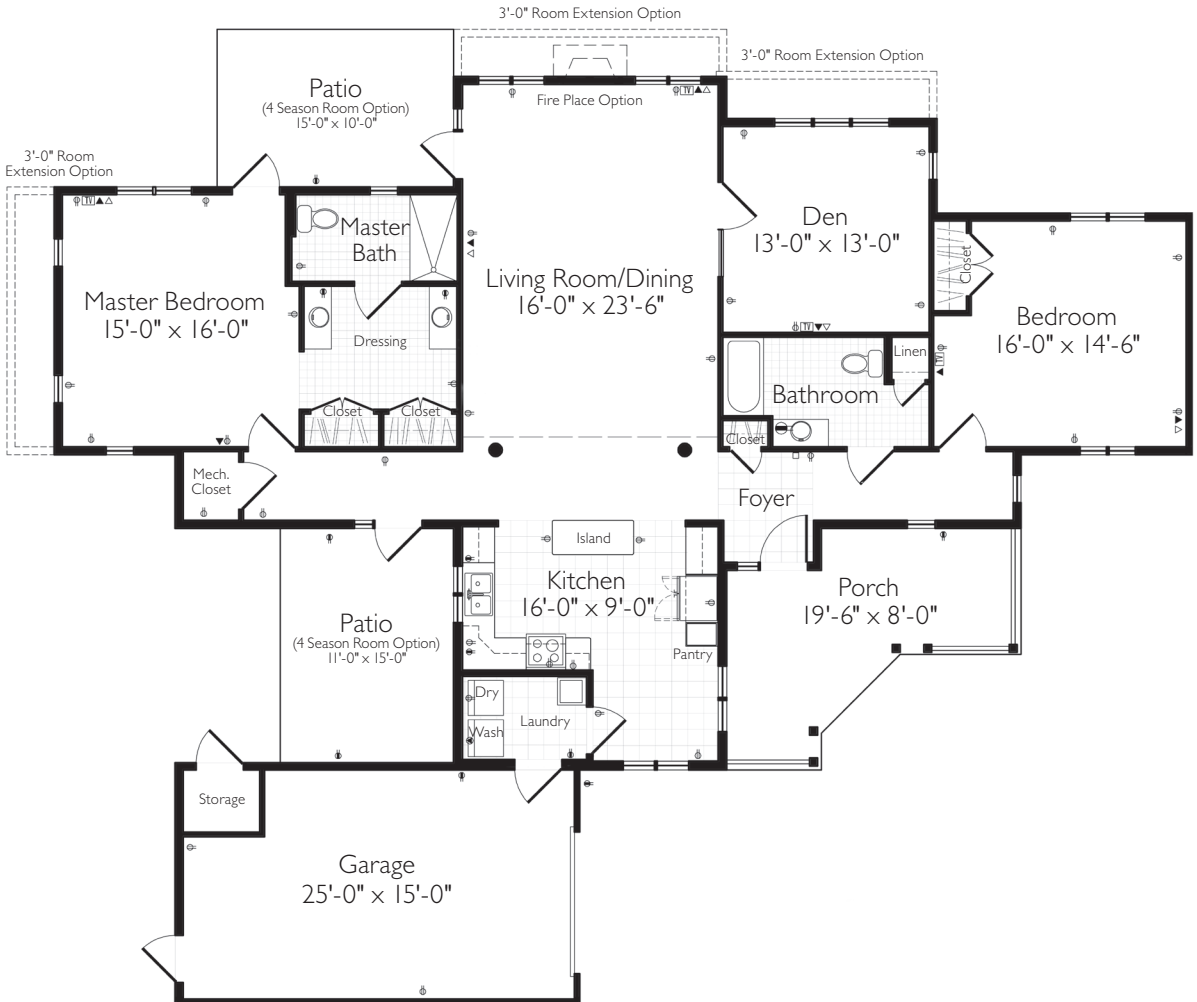 3'-0" Room Extension Option
3'-0" Room Extension Option
Patio
(4 Season Room Option)
15'-0" x 10'-0"
Fire Place Option
TV
3'-0" Room
Extension Option
TV
Master
Bath
Den
13'-0" x 13'-0"
Closet
Living Room/Dining
16'-0" x 23'-6"
Master Bedroom
15'-0" x 16'-0"
Dressing
TV
Bedroom
16'-0" x 14'-6"
Linen
TV
Bathroom
Closet
Closet
Closet
Mech.
Closet
Foyer
Island
Kitchen
16'-0" x 9'-0"
Porch
19'-6" x 8'-0"
Patio
(4 Season Room Option)
11'-0" x 15'-0"
Pantry
Dry
Wash
Laundry
Storage
Garage
25'-0" x 15'-0"